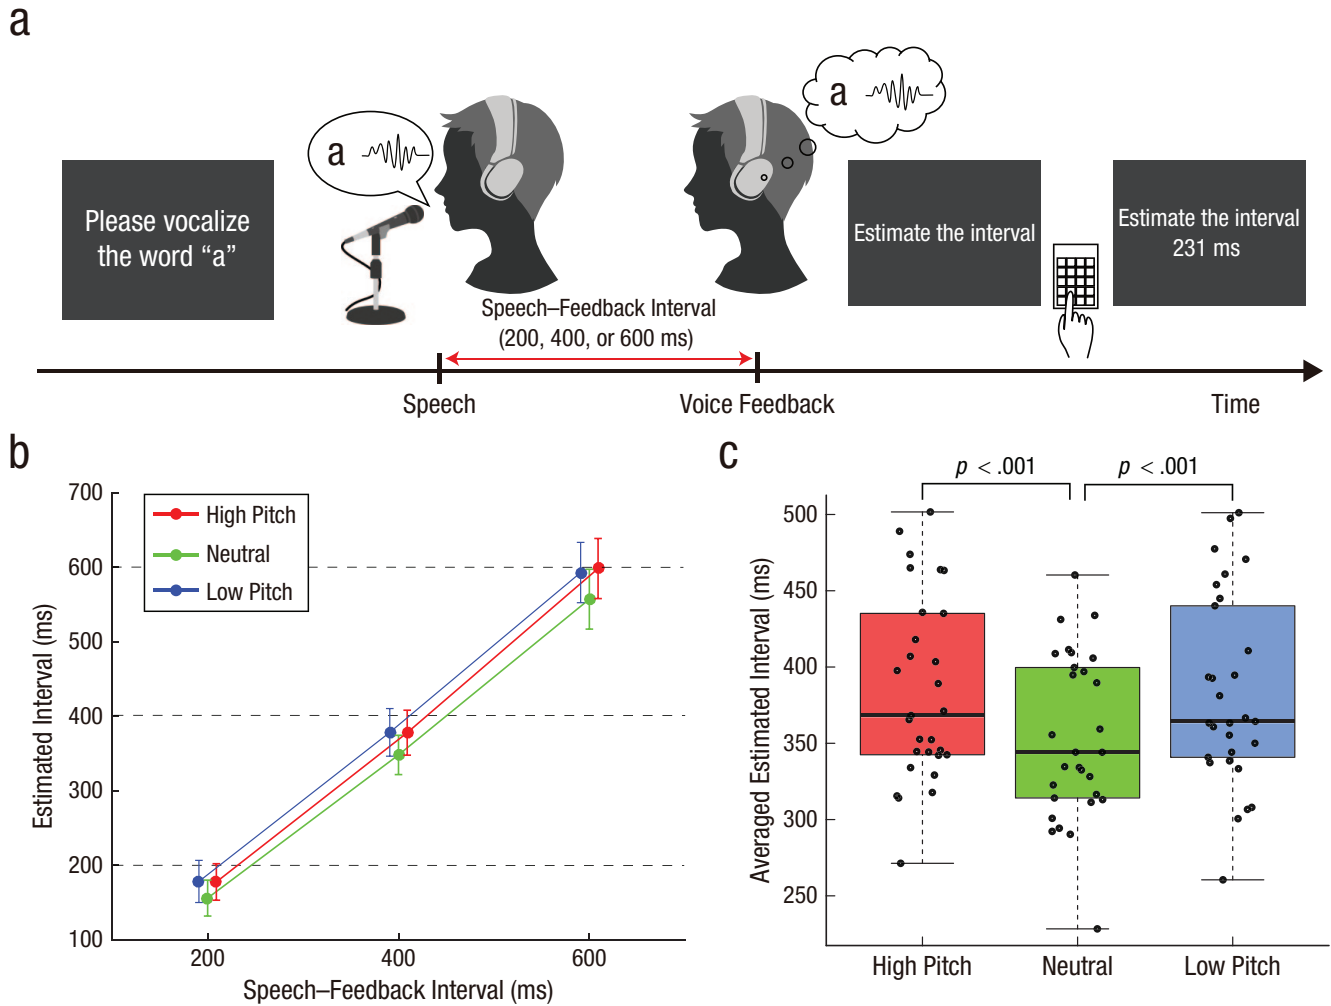 a
a
a
Please vocalize
the word “a”
Estimate the interval
Estimate the interval
231 ms
Speech–Feedback Interval
(200, 400, or 600 ms)
Speech
Voice Feedback
Time
b
700
600
500
400
300
200
100
Estimated Interval (ms)
High Pitch
Neutral
Low Pitch
200
400
600
Speech–Feedback Interval (ms)
c
p < .001
p < .001
500
450
400
350
300
250
Averaged Estimated Interval (ms)
High Pitch
Neutral
Low Pitch